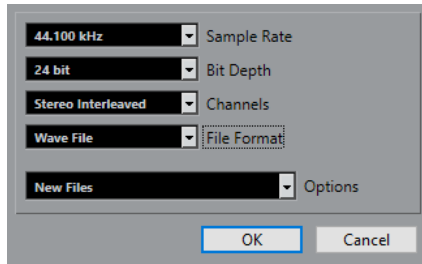 44.100 kHz Sample Rate
24 bit Bit Depth
Stereo Interleaved Channels
Wave File File Format
New Files Options
OK Cancel